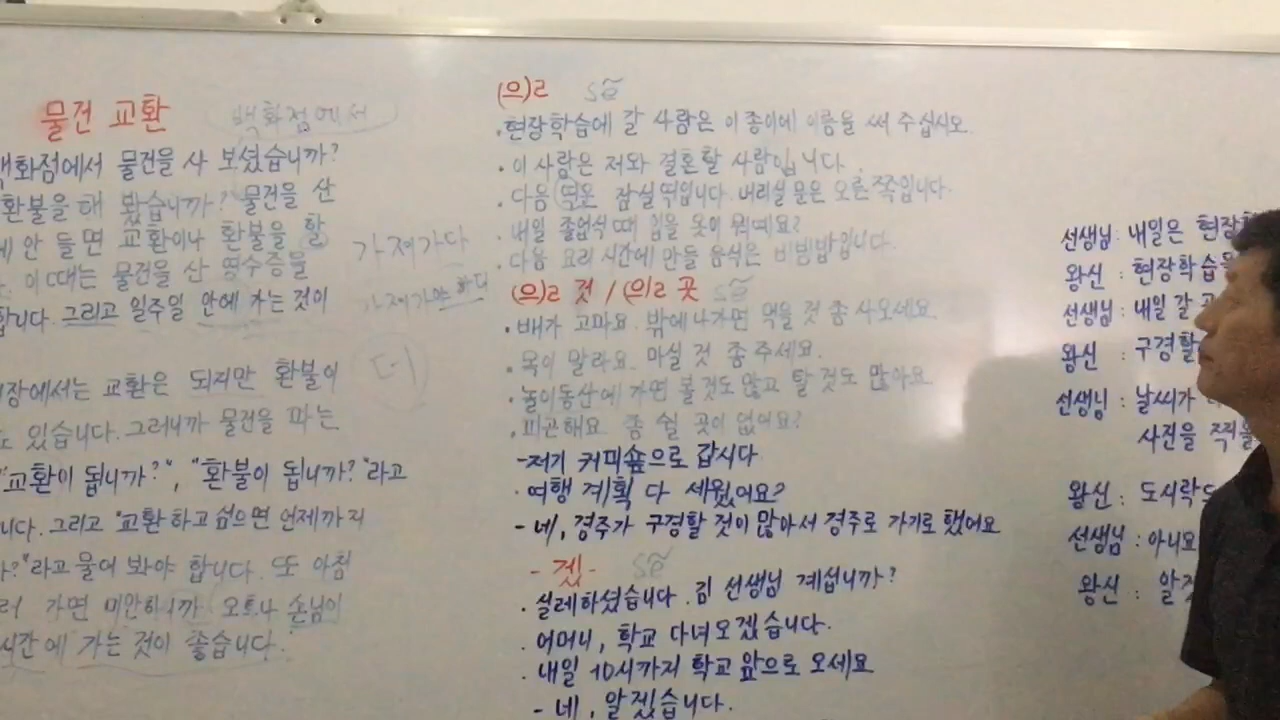 물건 교환 백화점에서
백화점에서 물건을 사 보셨습니까?
환불을 해 봤습니까? 물건을 산
안 들면 교환이나 환불을 할
이때는 물건을 산 영수증을
합니다. 그리고 일주일 안에 가는 것이
가져가다
가져가야 하다
장에서는 교환은 되지만 환불이
있습니다. 그러니까 물건을 파는
"교환이 됩니까?", "환불이 됩니까?"라고
니다. 그리고 "교환하고 싶으면 언제까지
"라고 물어 봐야 합니다. 또 아침
가면 미안하니까 오후나 손님이
시간에 가는 것이 좋습니다.
(으)ㄹ sẽ
.현장학습에 갈 사람은 이 종이에 이름을 써 주십시오.
.이 사람은 저와 결혼할 사람입니다.
.다음 역은 잠실역입니다. 내리실 문은 오른쪽입니다.
.내일 졸업식 때 입을 옷이 뭐예요?
.다음 요리 시간에 만들 음식은 비빔밥입니다.
(으)ㄹ 것 / (으)ㄹ 곳 sẽ
.배가 고파요. 밖에 나가면 먹을 것 좀 사오세요.
.목이 말라요. 마실 것 좀 주세요.
.놀이동산에 가면 볼 것도 많고 탈 것도 많아요
.피곤해요. 좀 쉴 곳이 없어요?
-저기 커피숍으로 갑시다
.여행 계획 다 세웠어요?
-네, 경주가 구경할 것이 많아서 경주로 가기로 했어요
-겠- sẽ
.실례하겠습니다. 김 선생님 계십니까?
.어머니, 학교 다녀오겠습니다.
.내일 10시까지 학교 앞으로 오세요
-네, 알겠습니다.
선생님: 내일은 현장
왕신 : 현장학습
선생님: 내일 갈
왕신 : 구경할
선생님: 날씨가
사진을 찍
왕신 : 도시락
선생님: 아니요
왕신 :